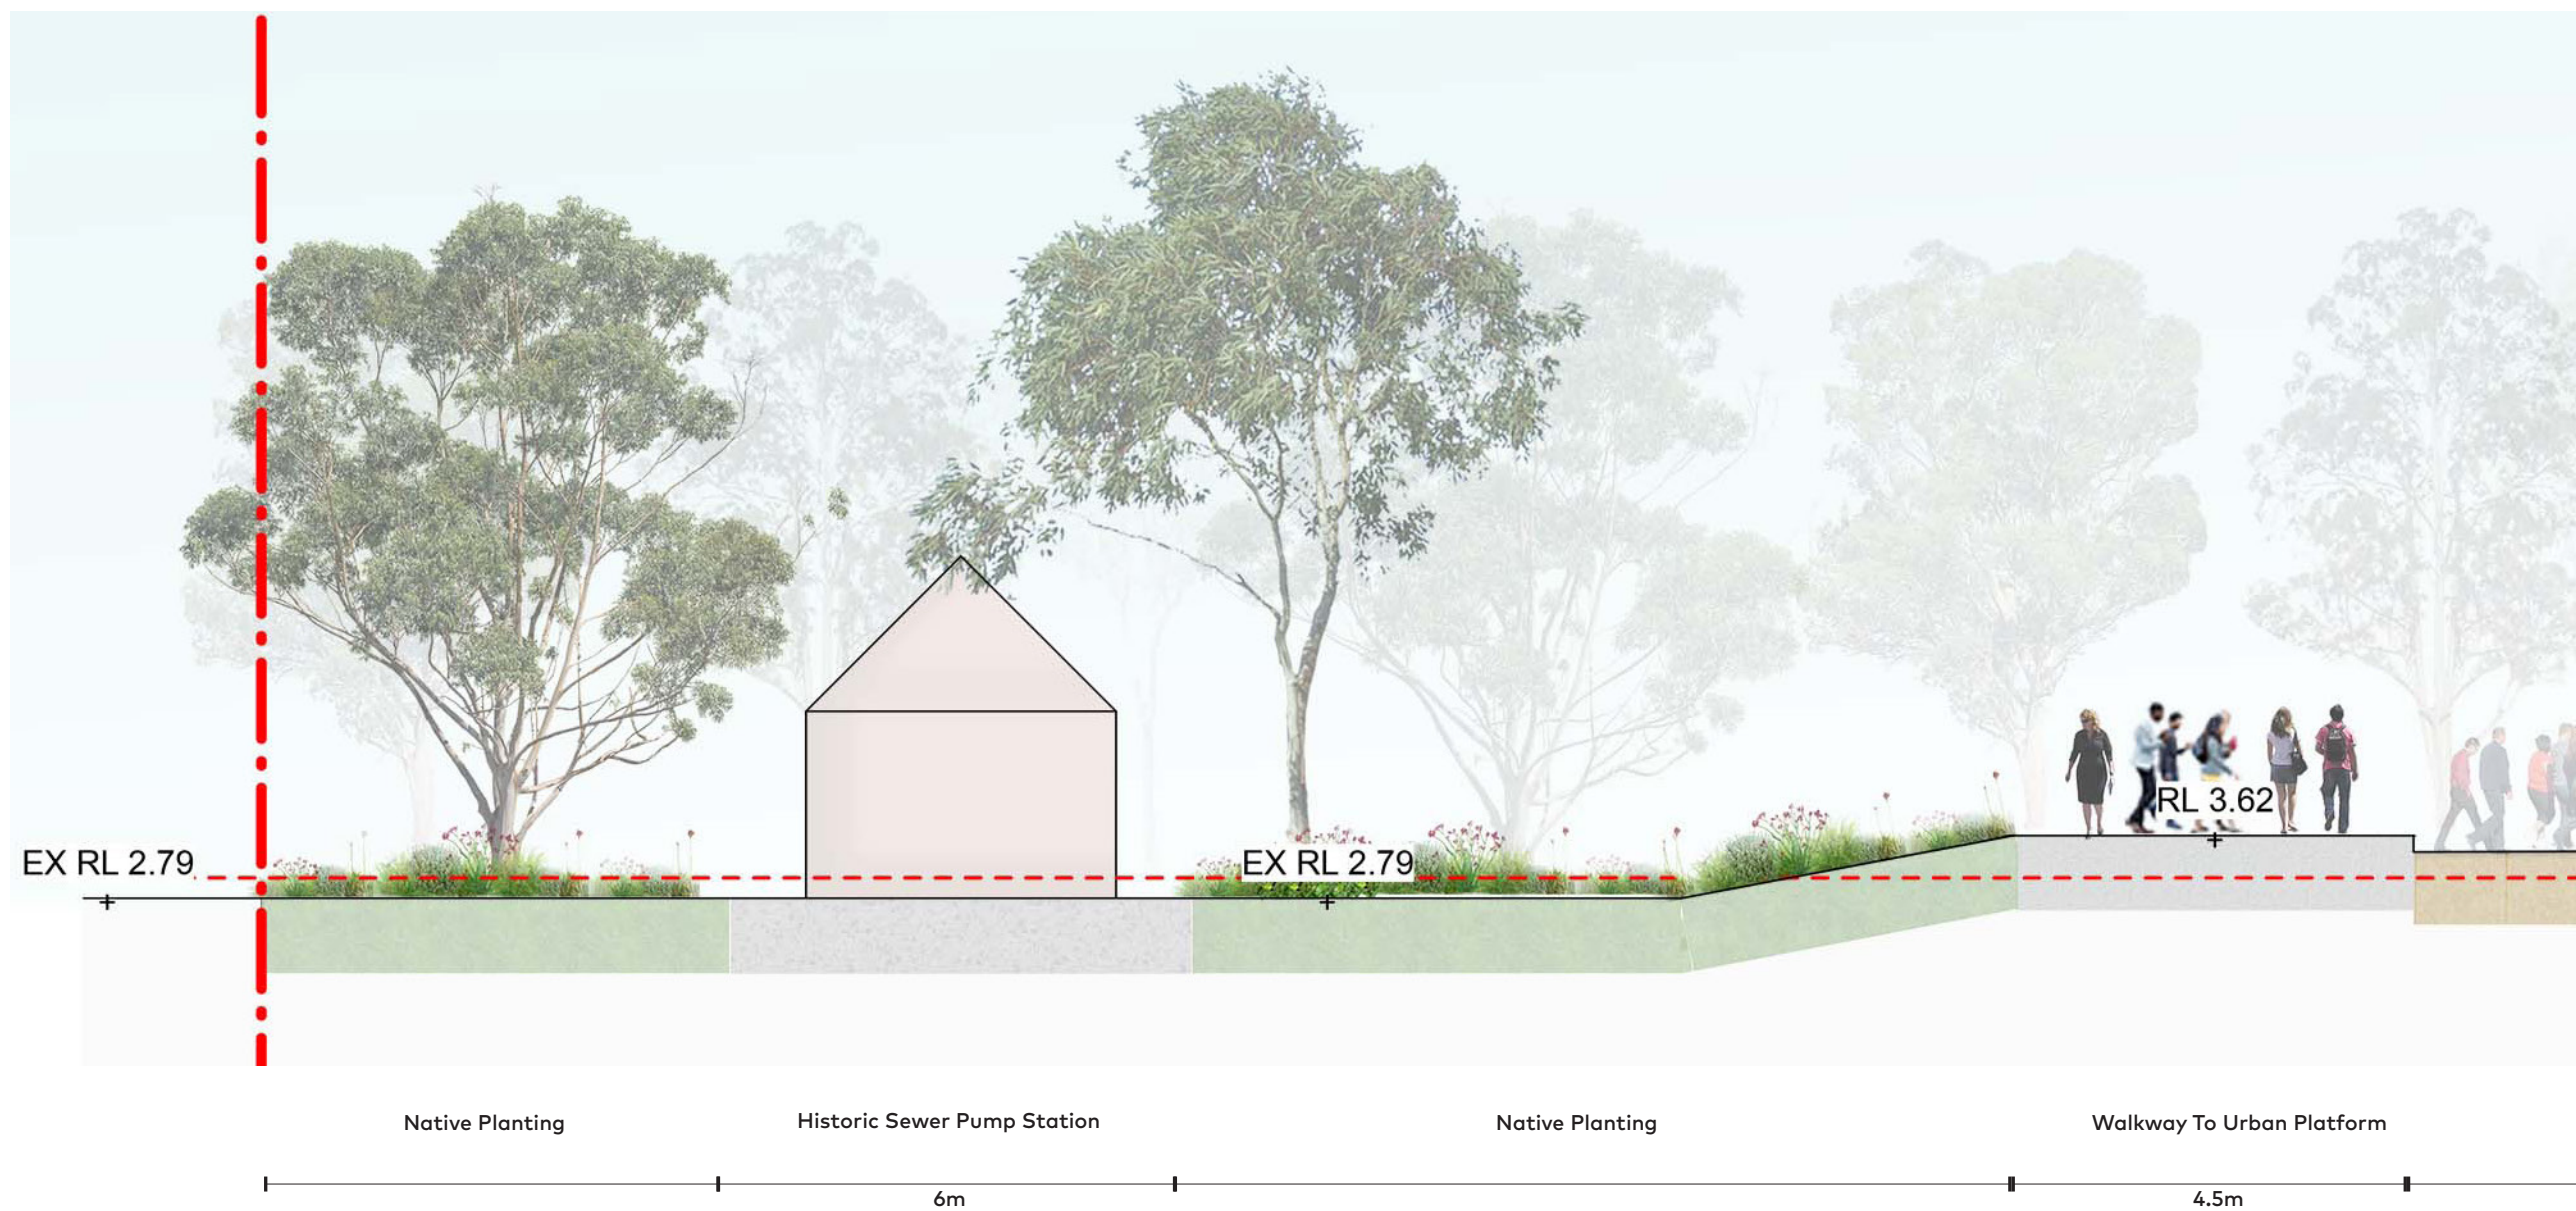 RL 3.62
EX RL 2.79
EX RL 2.79
Native Planting
Historic Sewer Pump Station
Native Planting
Walkway To Urban Platform
6m
4.5m